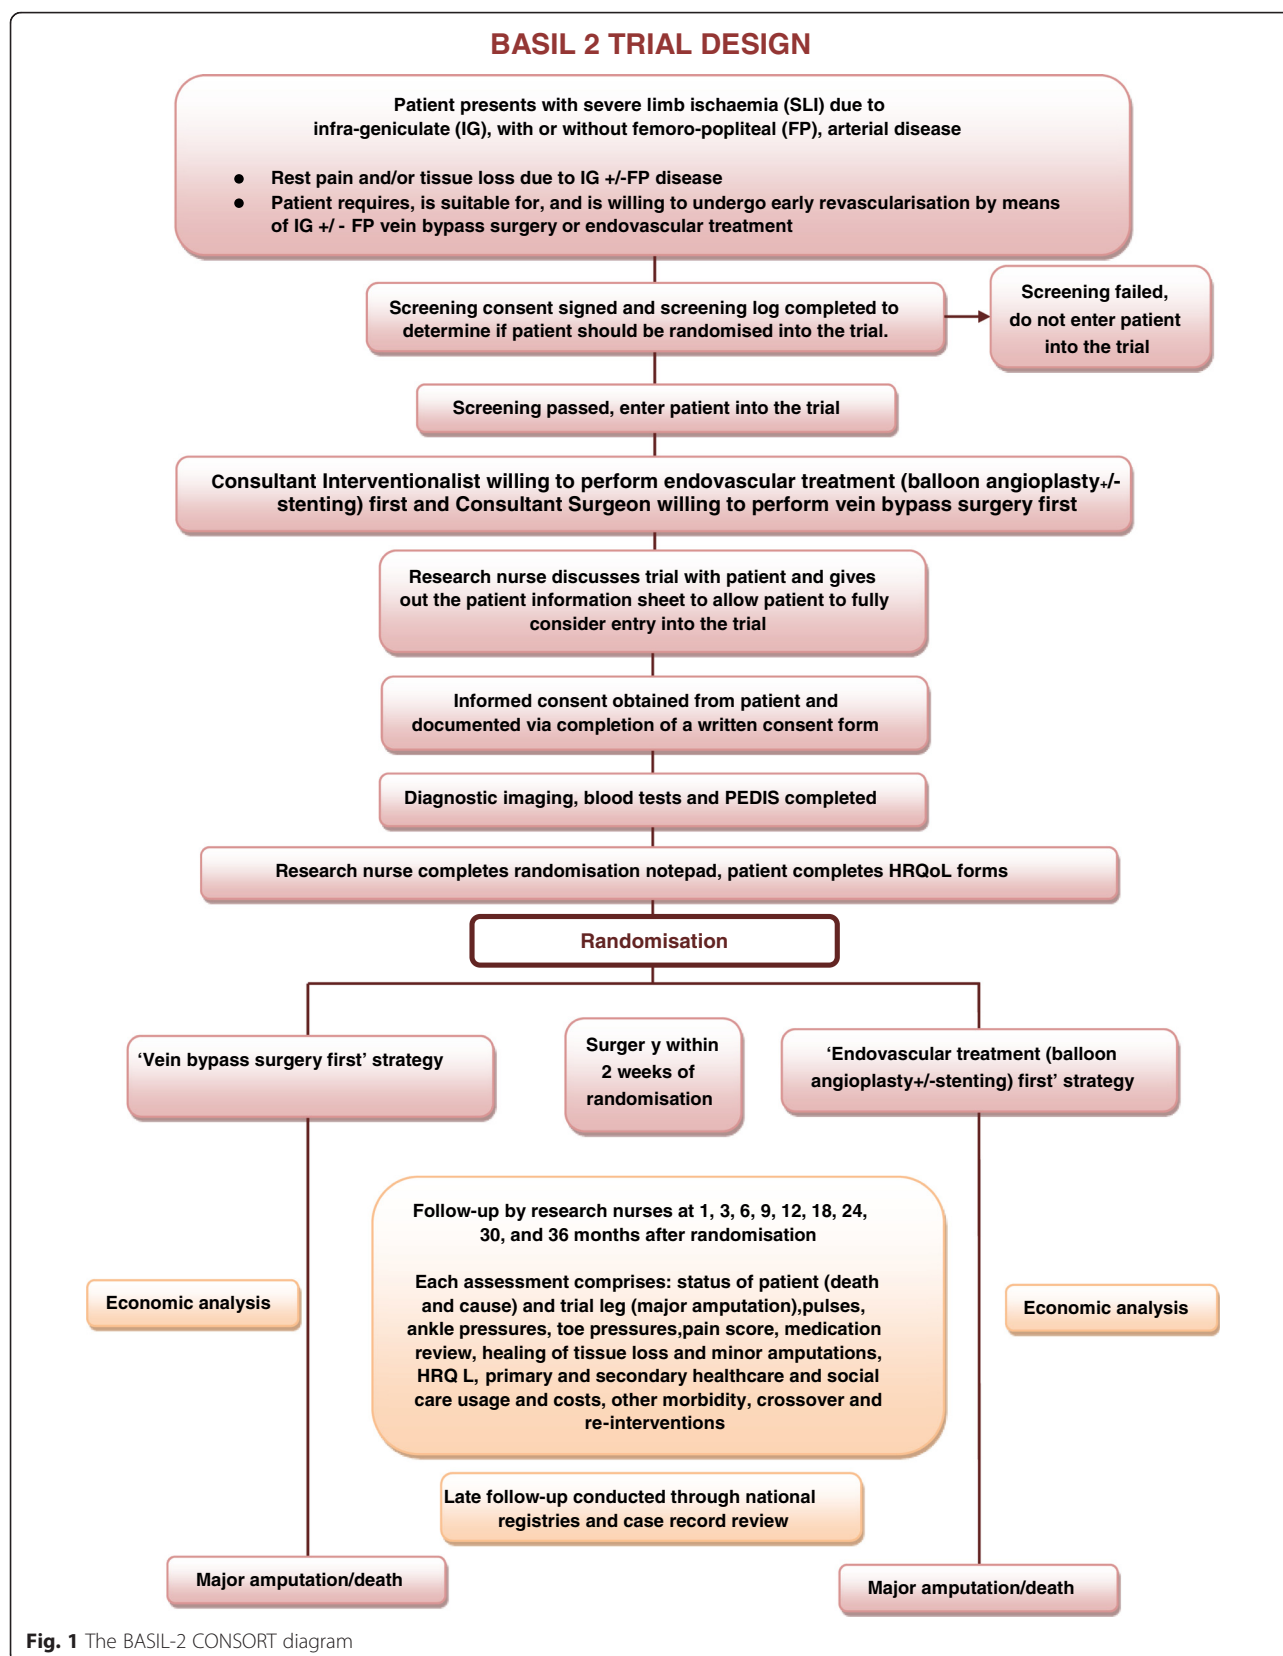 BASIL 2 TRIAL DESIGN
Patient presents with severe limb ischaemia (SLI) due to
infra-geniculate (IG), with or without femoro-popliteal (FP), arterial disease
● Rest pain and/or tissue loss due to IG +/-FP disease
● Patient requires, is suitable for, and is willing to undergo early revascularisation by means
of IG +/ - FP vein bypass surgery or endovascular treatment
Screening consent signed and screening log completed to
determine if patient should be randomised into the trial.
Screening failed,
do not enter patient
into the trial
Screening passed, enter patient into the trial
Consultant Interventionalist willing to perform endovascular treatment (balloon angioplasty+/-
stenting) first and Consultant Surgeon willing to perform vein bypass surgery first
Research nurse discusses trial with patient and gives
out the patient information sheet to allow patient to fully
consider entry into the trial
Informed consent obtained from patient and
documented via completion of a written consent form
Diagnostic imaging, blood tests and PEDIS completed
Research nurse completes randomisation notepad, patient completes HRQoL forms
Randomisation
‘Vein bypass surgery first’ strategy
Surger y within
2 weeks of
randomisation
‘Endovascular treatment (balloon
angioplasty+/-stenting) first’ strategy
Follow-up by research nurses at 1, 3, 6, 9, 12, 18, 24,
30, and 36 months after randomisation
Each assessment comprises: status of patient (death
and cause) and trial leg (major amputation),pulses,
ankle pressures, toe pressures,pain score, medication
review, healing of tissue loss and minor amputations,
HRQ L, primary and secondary healthcare and social
care usage and costs, other morbidity, crossover and
re-interventions
Economic analysis
Economic analysis
Late follow-up conducted through national
registries and case record review
Major amputation/death
Major amputation/death
Fig. 1 The BASIL-2 CONSORT diagram